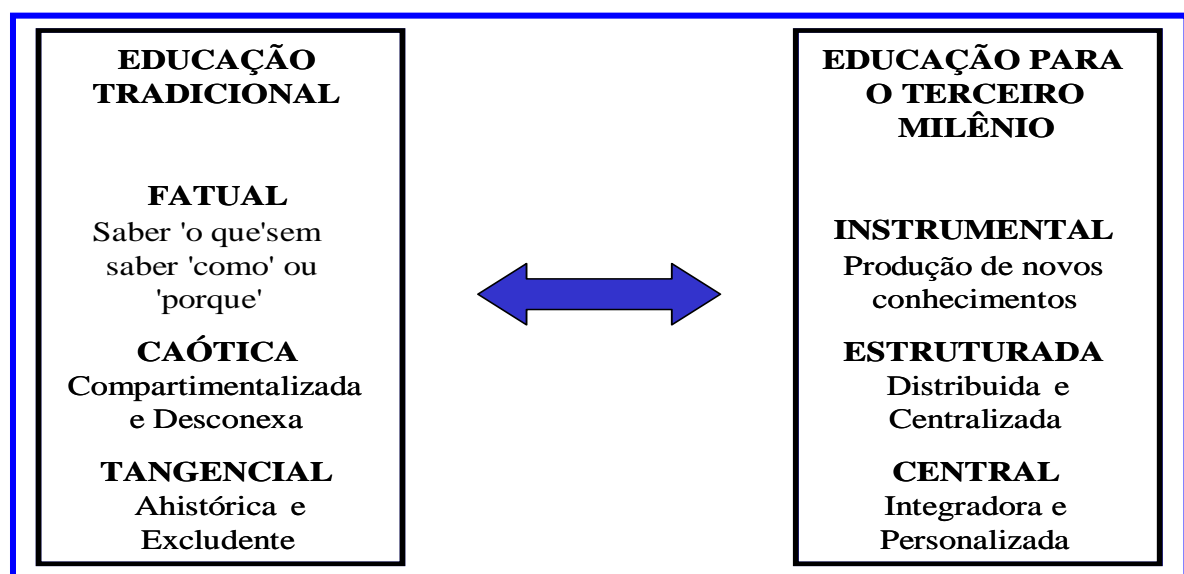 EDUCAÇÃO
TRADICIONAL
FATUAL
Saber 'o que'sem
saber 'como' ou
'porque'
CAÓTICA
Compartimentalizada
e Desconexa
TANGENCIAL
Ahistórica e
Excludente
EDUCAÇÃO PARA
O TERCEIRO
MILÊNIO
INSTRUMENTAL
Produção de novos
conhecimentos
ESTRUTURADA
Distribuida e
Centralizada
CENTRAL
Integradora e
Personalizada